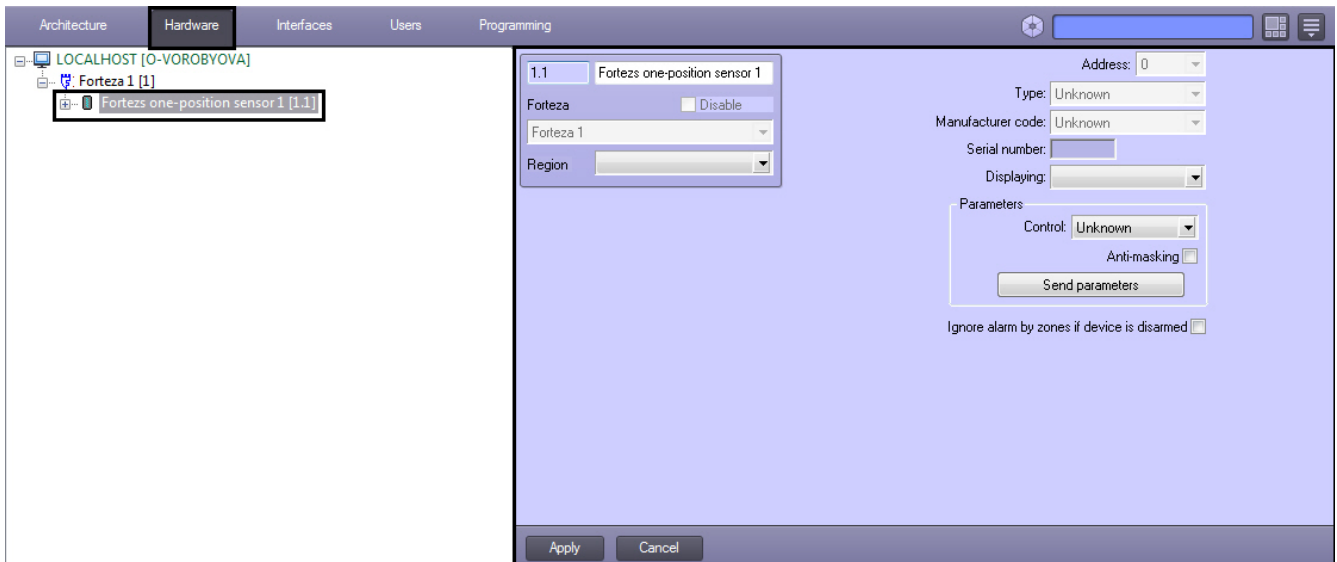 Architecture Hardware Interfaces Users Programming
LOCALHOST [O-VOROBYOVA]
Forteza 1 [1]
Fortezs one-position sensor 1 [1.1]
1.1 Fortezs one-position sensor 1
Forteza Disable
Forteza 1
Region
Address: 0
Type: Unknown
Manufacturer code: Unknown
Serial number:
Displaying:
Parameters
Control: Unknown
Anti-masking
Send parameters
Ignore alarm by zones if device is disarmed
Apply Cancel